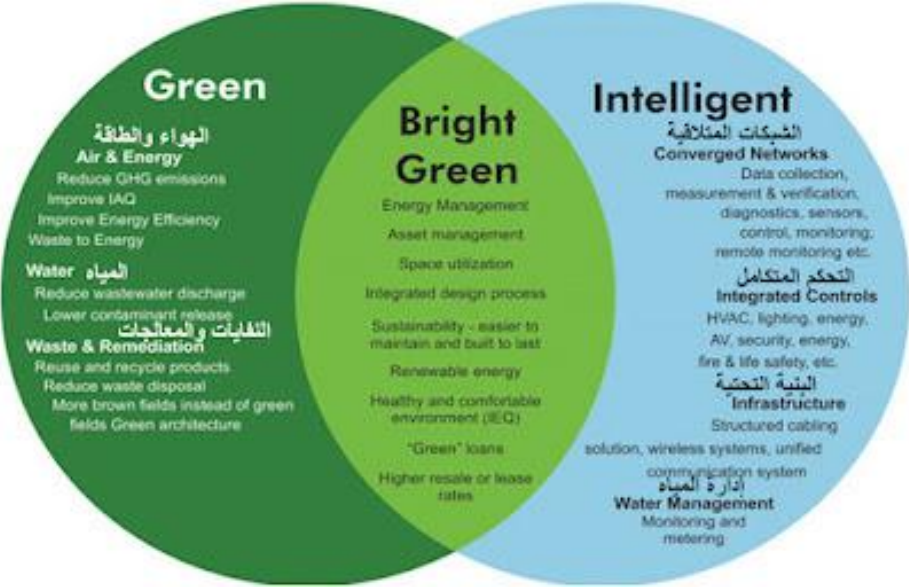 Green
الهواء والطاقة
Air & Energy
Reduce GHG emissions
Improve IAQ
Improve Energy Efficiency
Waste to Energy
Water المياه
Reduce wastewater discharge
Lower contaminant release
النفايات والمعالجات
Waste & Remediation
Reuse and recycle products
Reduce waste disposal
More brown fields instead of green
fields Green architecture
Bright
Green
Energy Management
Asset management
Space utilization
Integrated design process
Sustainability - easier to
maintain and built to last
Renewable energy
Healthy and comfortable
environment (IEQ)
"Green" loans
Higher resale or lease
rates
Intelligent
الشبكات المتلاقية
Converged Networks
Data collection,
measurement & verification,
diagnostics, sensors,
control, monitoring,
remote monitoring etc.
التحكم المتكامل
Integrated Controls
HVAC, lighting, energy,
AV, security, energy,
fire & life safety, etc.
البنية التحتية
Infrastructure
Structured cabling
solution, wireless systems, unified
communication system
إدارة المياه
Water Management
Monitoring and
metering